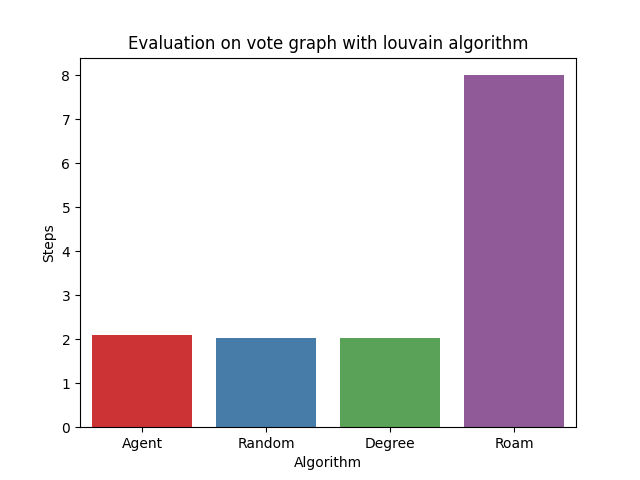 Evaluation on vote graph with louvain algorithm
8
7
6
5
4
3
2
1
0
Steps
Agent Random Degree Roam
Algorithm